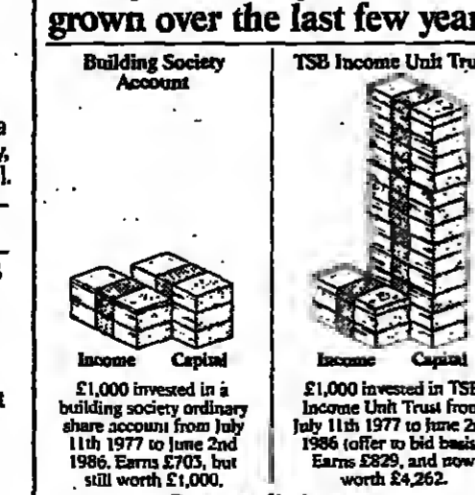 grown over the last few year
Building Society
Account
Income Capital
£1,000 invested in a
building society ordinary
share account from July
11th 1977 to June 2nd
1986. Earns £703, but
still worth £1,000.
TSB Income Unit Tru
Income Capital
£1,000 invested in TSB
Income Unit Trust from
July 11th 1977 to June 2n
1986 (offer to bid basis
Earns £829, and now
worth £4,262.